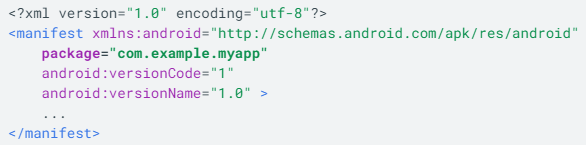 <?xml version="1.0" encoding="utf-8"?>
<manifest xmlns:android="http://schemas.android.com/apk/res/android"
    package="com.example.myapp"
    android:versionCode="1"
    android:versionName="1.0" >
    ...
</manifest>